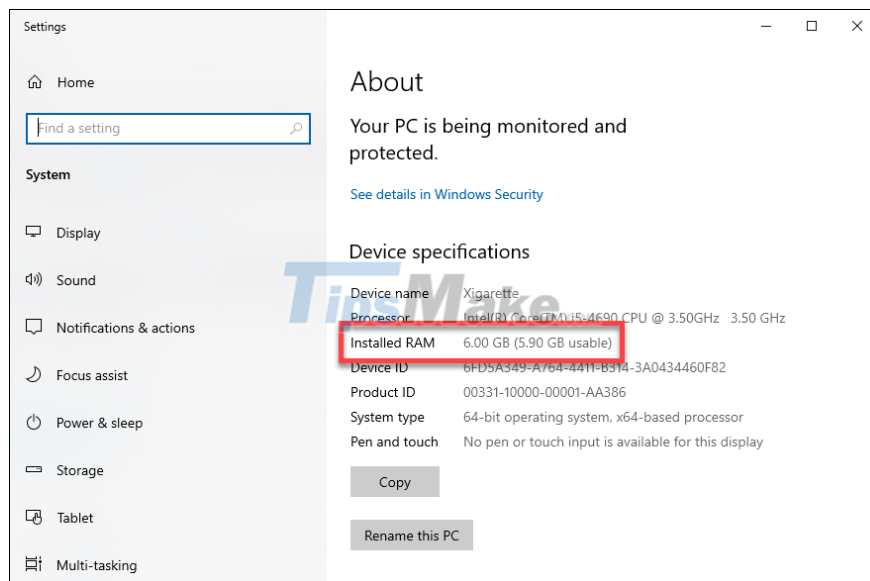 Settings
Home
Find a setting
System
Display
Sound
Notifications & actions
Focus assist
Power & sleep
Storage
Tablet
Multi-tasking
About
Your PC is being monitored and
protected.
See details in Windows Security
Device specifications
TipsMake
Device name Xigarette
Processor Intel(R) Core(TM) i5-4690 CPU @ 3.50GHz 3.50 GHz
Installed RAM 6.00 GB (5.90 GB usable)
Device ID 6FD5A349-A764-4411-B314-3A0434460F82
Product ID 00331-10000-00001-AA386
System type 64-bit operating system, x64-based processor
Pen and touch No pen or touch input is available for this display
Copy
Rename this PC